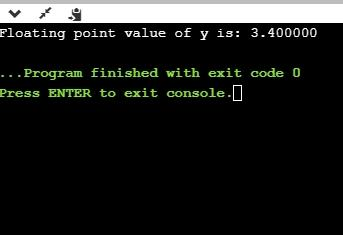 Floating point value of y is: 3.400000
...Program finished with exit code 0
Press ENTER to exit console.